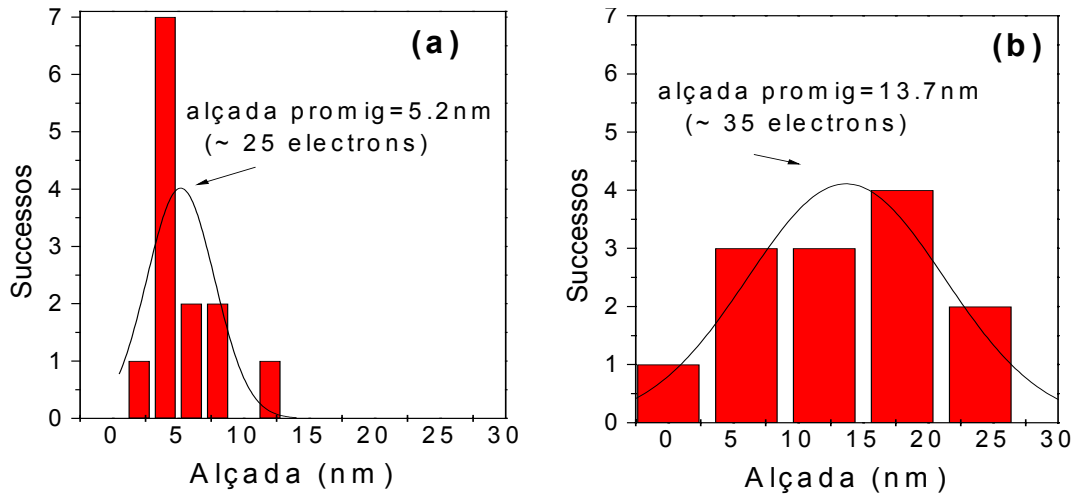 (a)
alçada promig=5.2nm
(~ 25 electrons)
Successos
7
6
5
4
3
2
1
0
0 5 10 15 20 25 30
Alçada (nm)
(b)
alçada promig=13.7nm
(~ 35 electrons)
Successos
7
6
5
4
3
2
1
0
0 5 10 15 20 25 30
Alçada (nm)